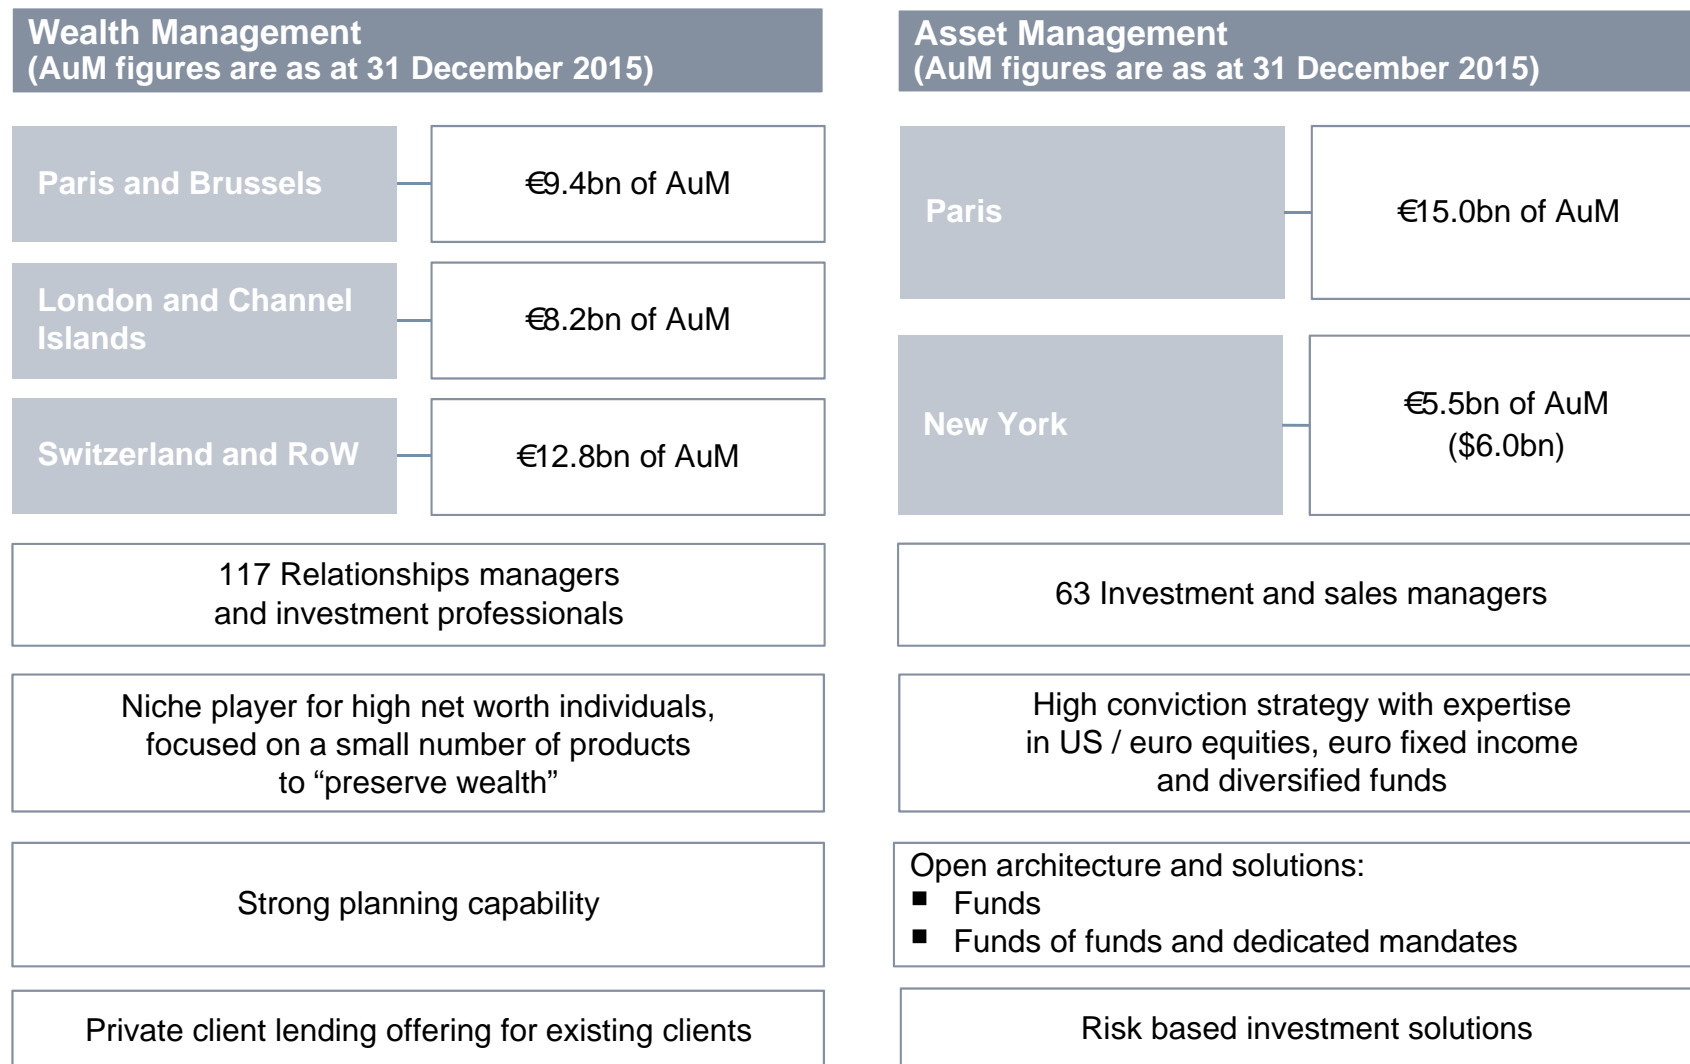 Wealth Management
(AuM figures are as at 31 December 2015)
Paris and Brussels
€9.4bn of AuM
London and Channel
Islands
€8.2bn of AuM
Switzerland and RoW
€12.8bn of AuM
117 Relationships managers
and investment professionals
Niche player for high net worth individuals,
focused on a small number of products
to “preserve wealth”
Strong planning capability
Private client lending offering for existing clients
Asset Management
(AuM figures are as at 31 December 2015)
Paris
€15.0bn of AuM
New York
€5.5bn of AuM
($6.0bn)
63 Investment and sales managers
High conviction strategy with expertise
in US / euro equities, euro fixed income
and diversified funds
Open architecture and solutions:
▪ Funds
▪ Funds of funds and dedicated mandates
Risk based investment solutions